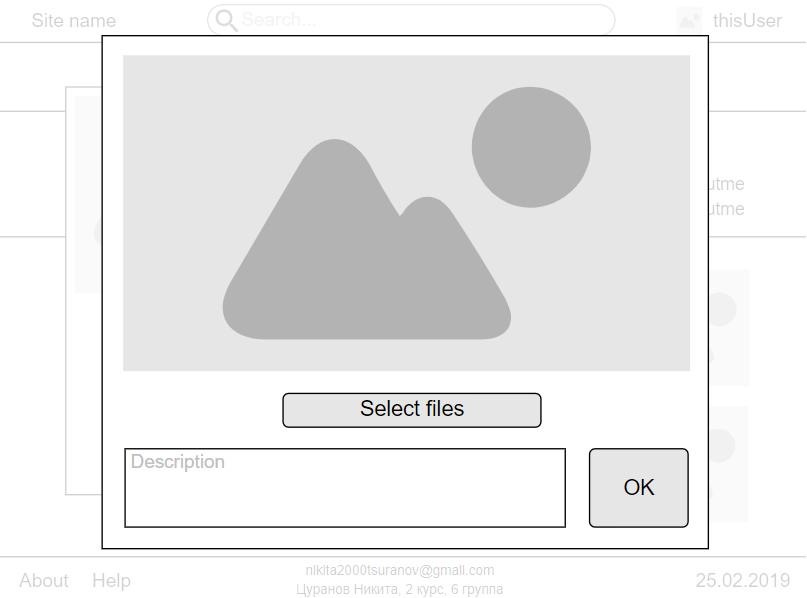 Site name
Search...
thisUser
utme
utme
Select files
Description
OK
About
Help
nikita2000tsuranov@gmail.com
Цуранов Никита, 2 курс, 6 группа
25.02.2019